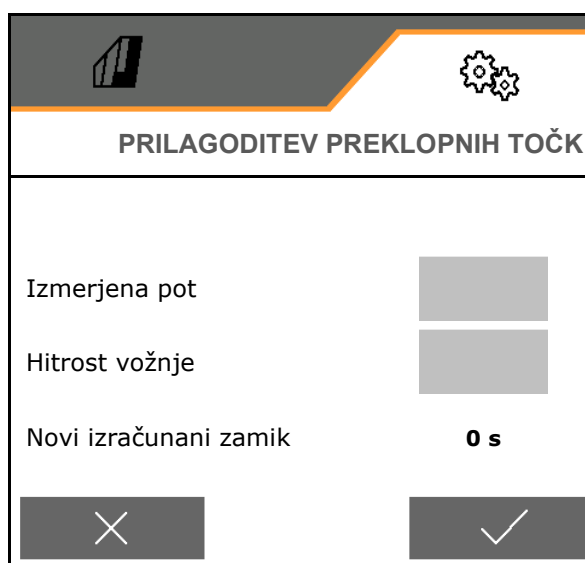 PRILAGODITEV PREKLOPNIH TOČK
Izmerjena pot
Hitrost vožnje
Novi izračunani zamik 0 s